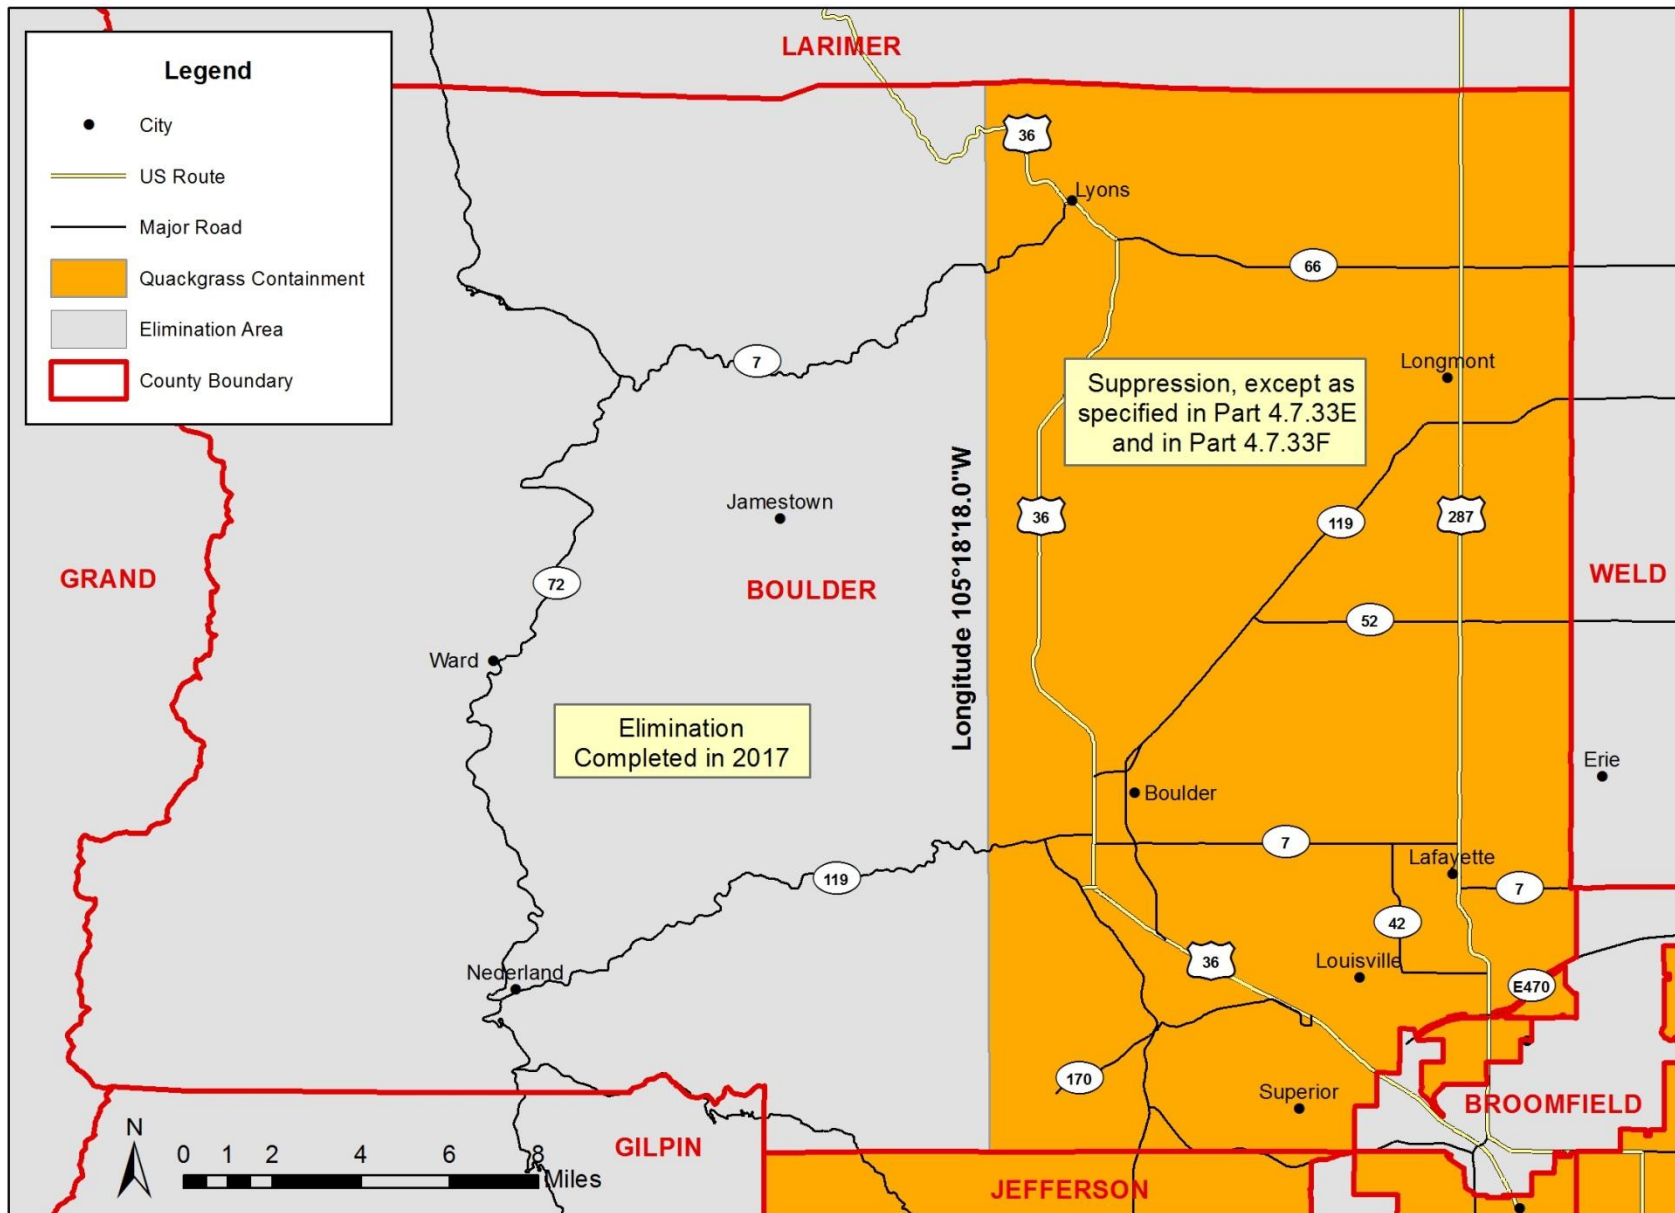 LARIMER
Legend
City
US Route
Major Road
Quackgrass Containment
Elimination Area
County Boundary
36
Lyons
66
7
Longmont
Suppression, except as
specified in Part 4.7.33E
and in Part 4.7.33F
Longitude 105°18'18.0"W
Jamestown
36
119
287
GRAND
72
BOULDER
WELD
52
Ward
Elimination
Completed in 2017
Erie
Boulder
7
Lafayette
119
7
42
Nederland
36
Louisville
E470
170
Superior
BROOMFIELD
N
GILPIN
0 1 2 4 6 8
Miles
JEFFERSON